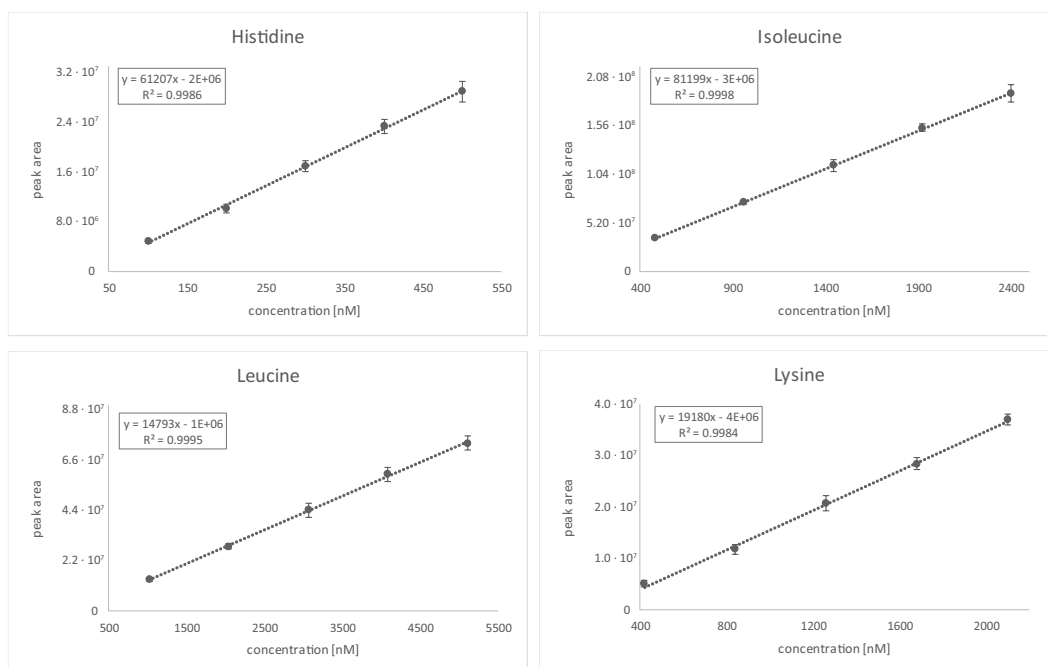 Histidine
y = 61207x - 2E+06
R² = 0.9986
3.2 · 10⁷
2.4 · 10⁷
1.6 · 10⁷
8.0 · 10⁶
0
peak area
50 150 250 350 450 550
concentration [nM]
Isoleucine
y = 81199x - 3E+06
R² = 0.9998
2.08 · 10⁸
1.56 · 10⁸
1.04 · 10⁸
5.20 · 10⁷
0
peak area
400 900 1400 1900 2400
concentration [nM]
Leucine
y = 14793x - 1E+06
R² = 0.9995
8.8 · 10⁷
6.6 · 10⁷
4.4 · 10⁷
2.2 · 10⁷
0
peak area
500 1500 2500 3500 4500 5500
concentration [nM]
Lysine
y = 19180x - 4E+06
R² = 0.9984
4.0 · 10⁷
3.0 · 10⁷
2.0 · 10⁷
1.0 · 10⁷
0
peak area
400 800 1200 1600 2000
concentration [nM]